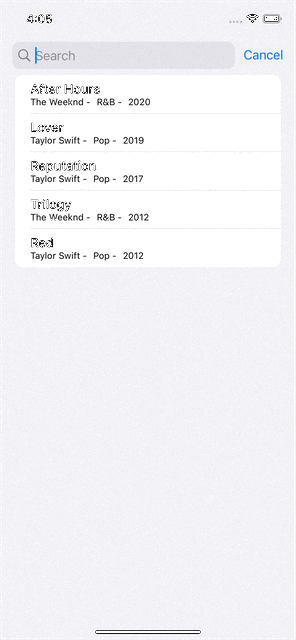 4:05
Search
Cancel
After Hours
The Weeknd - R&B - 2020
Lover
Taylor Swift - Pop - 2019
Reputation
Taylor Swift - Pop - 2017
Trilogy
The Weeknd - R&B - 2012
Red
Taylor Swift - Pop - 2012